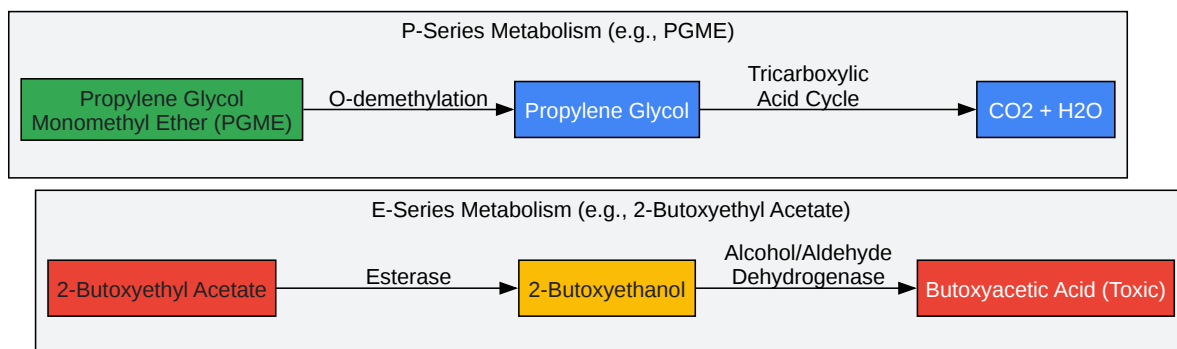 P-Series Metabolism (e.g., PGME)
Propylene Glycol
Monomethyl Ether (PGME)
O-demethylation
Propylene Glycol
Tricarboxylic
Acid Cycle
CO2 + H2O
E-Series Metabolism (e.g., 2-Butoxyethyl Acetate)
2-Butoxyethyl Acetate
Esterase
2-Butoxyethanol
Alcohol/Aldehyde
Dehydrogenase
Butoxyacetic Acid (Toxic)